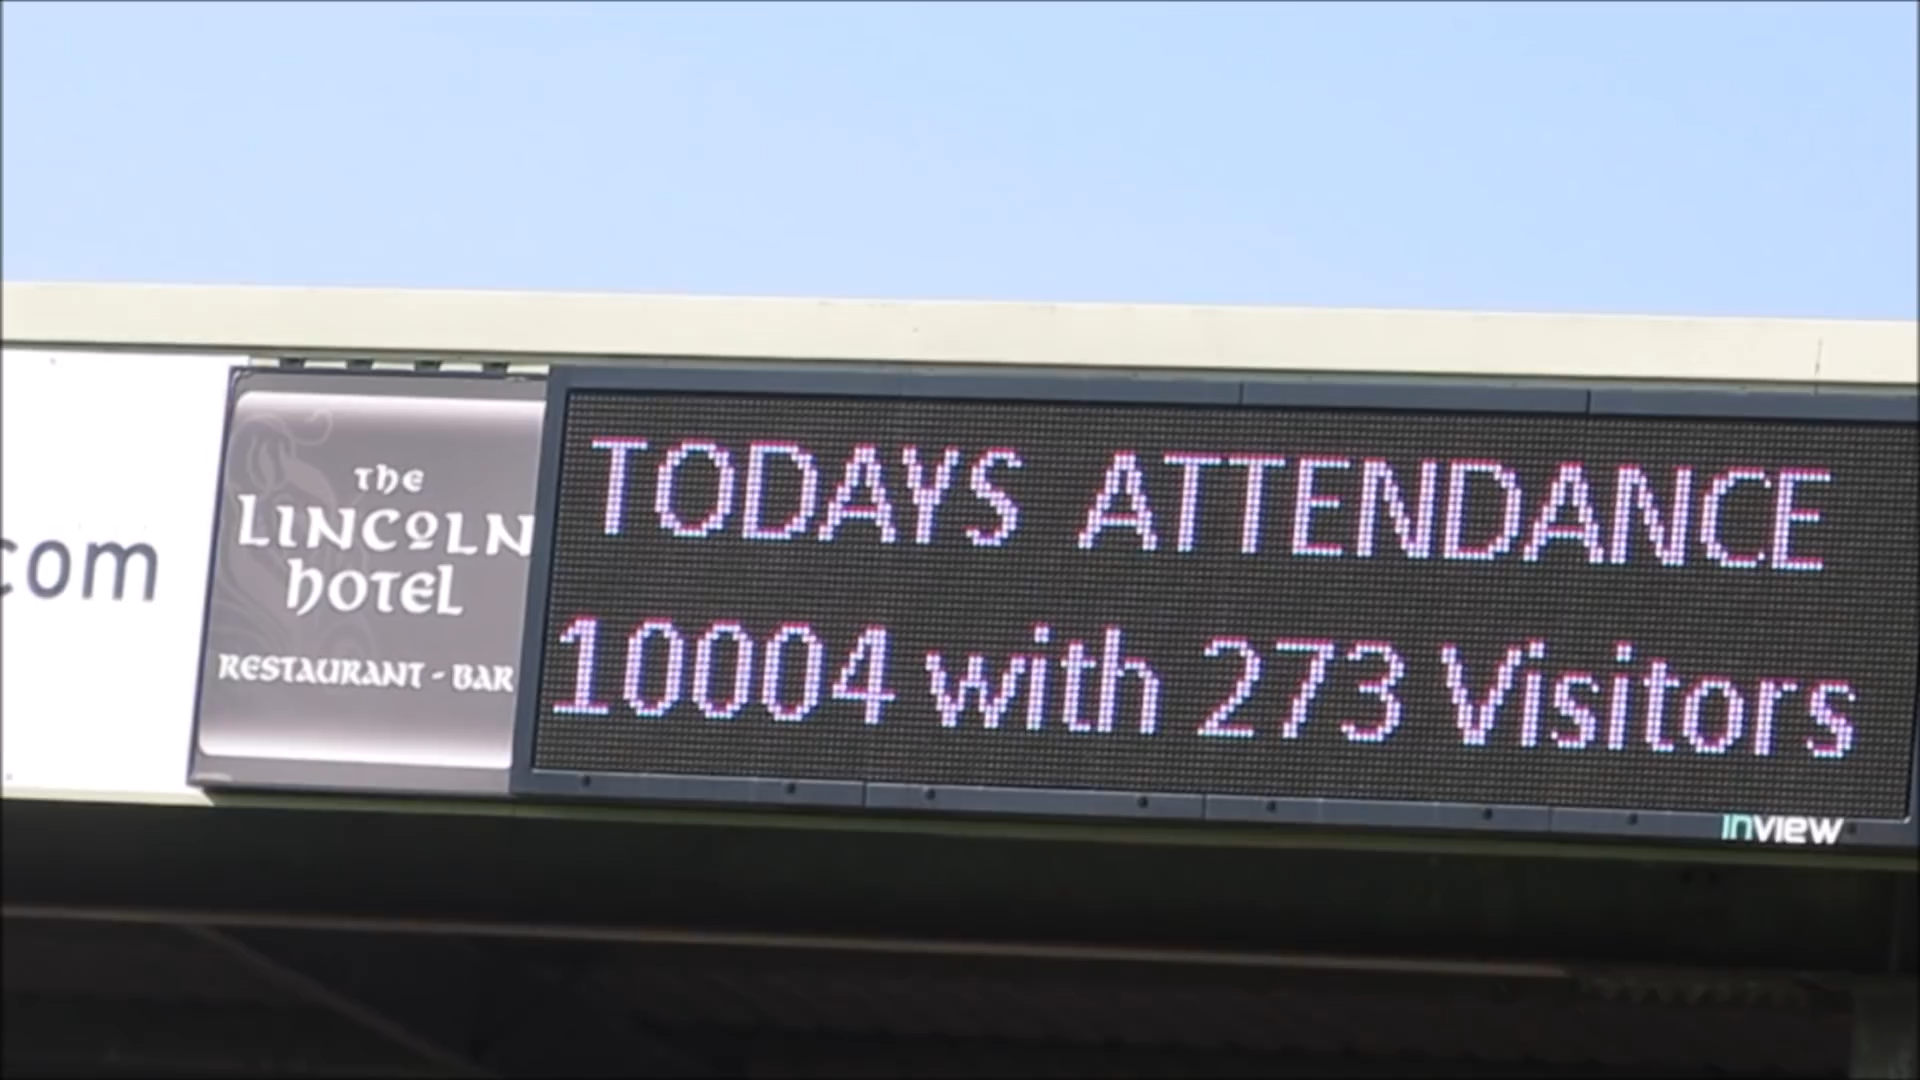 com
THE
LINCOLN
HOTEL
RESTAURANT - BAR
TODAYS ATTENDANCE
10004 with 273 Visitors
inview